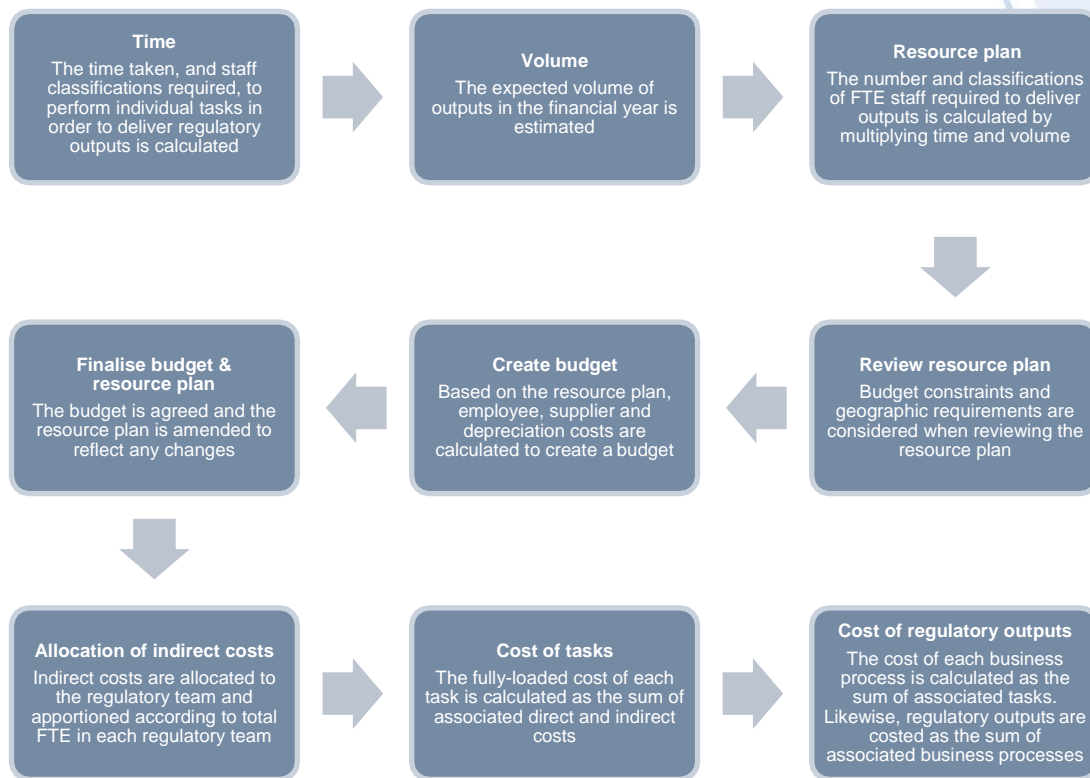 Time
The time taken, and staff
classifications required, to
perform individual tasks in
order to deliver regulatory
outputs is calculated
Volume
The expected volume of
outputs in the financial year is
estimated
Resource plan
The number and classifications
of FTE staff required to deliver
outputs is calculated by
multiplying time and volume
Review resource plan
Budget constraints and
geographic requirements are
considered when reviewing the
resource plan
Create budget
Based on the resource plan,
employee, supplier and
depreciation costs are
calculated to create a budget
Finalise budget &
resource plan
The budget is agreed and the
resource plan is amended to
reflect any changes
Allocation of indirect costs
Indirect costs are allocated to
the regulatory team and
apportioned according to total
FTE in each regulatory team
Cost of tasks
The fully-loaded cost of each
task is calculated as the sum of
associated direct and indirect
costs
Cost of regulatory outputs
The cost of each business
process is calculated as the
sum of associated tasks.
Likewise, regulatory outputs are
costed as the sum of
associated business processes